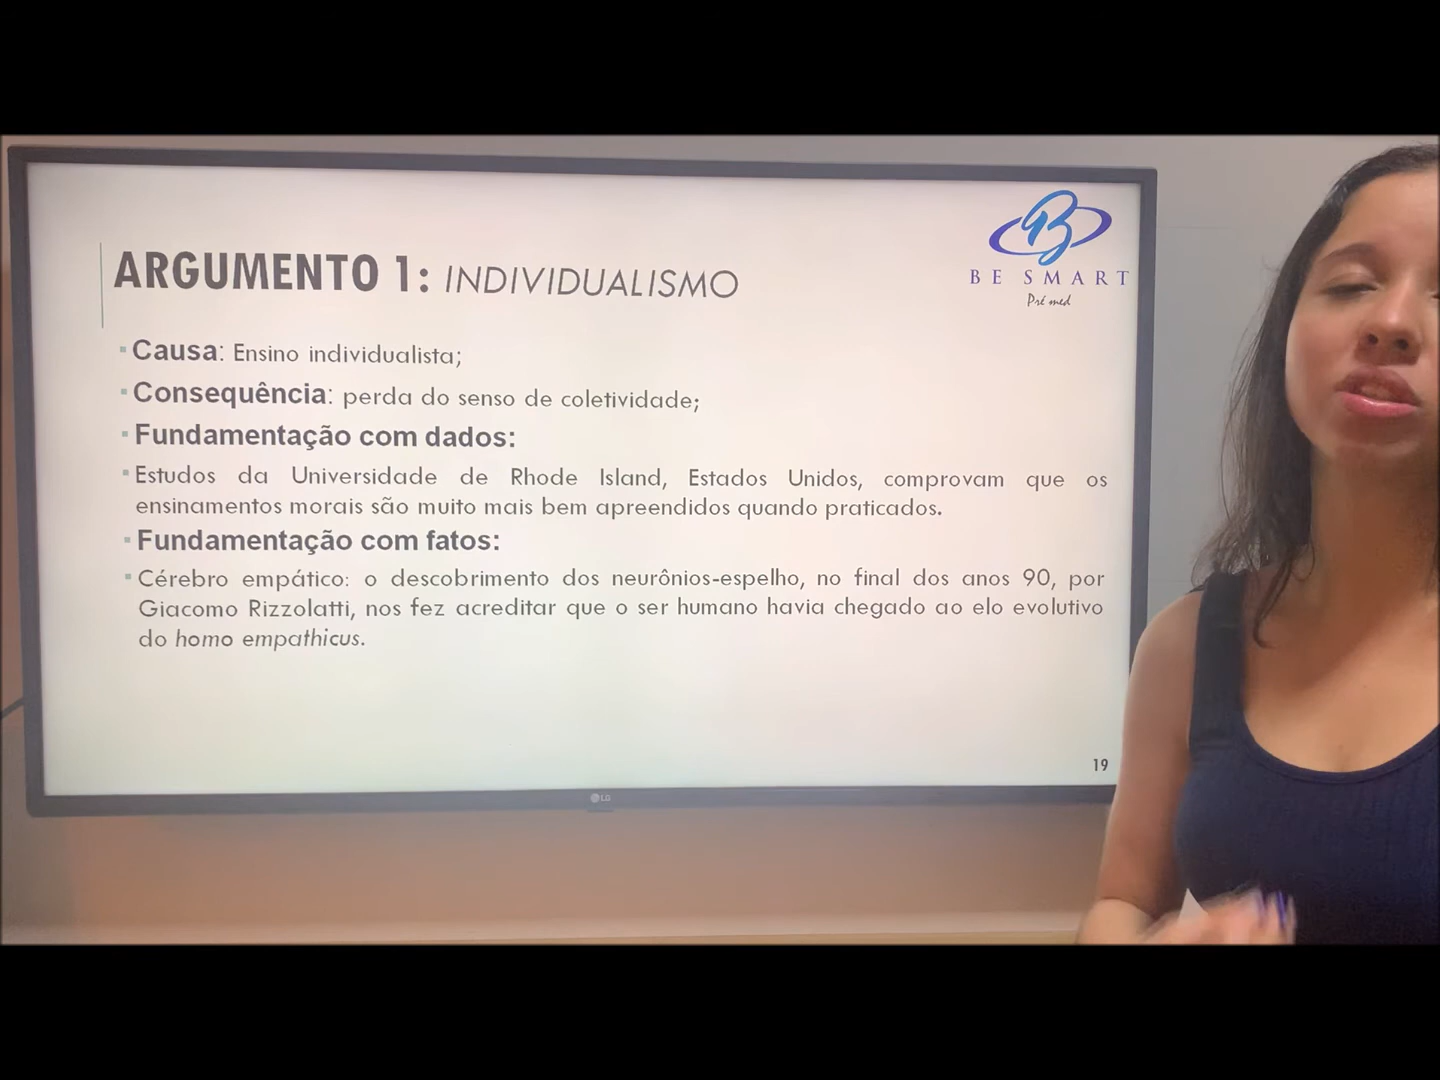 BE SMART
Pré med
ARGUMENTO 1: INDIVIDUALISMO
Causa: Ensino individualista;
Consequência: perda do senso de coletividade;
Fundamentação com dados:
Estudos da Universidade de Rhode Island, Estados Unidos, comprovam que os
ensinamentos morais são muito mais bem apreendidos quando praticados.
Fundamentação com fatos:
Cérebro empático: o descobrimento dos neurônios-espelho, no final dos anos 90, por
Giacomo Rizzolatti, nos fez acreditar que o ser humano havia chegado ao elo evolutivo
do homo empathicus.
19
LG